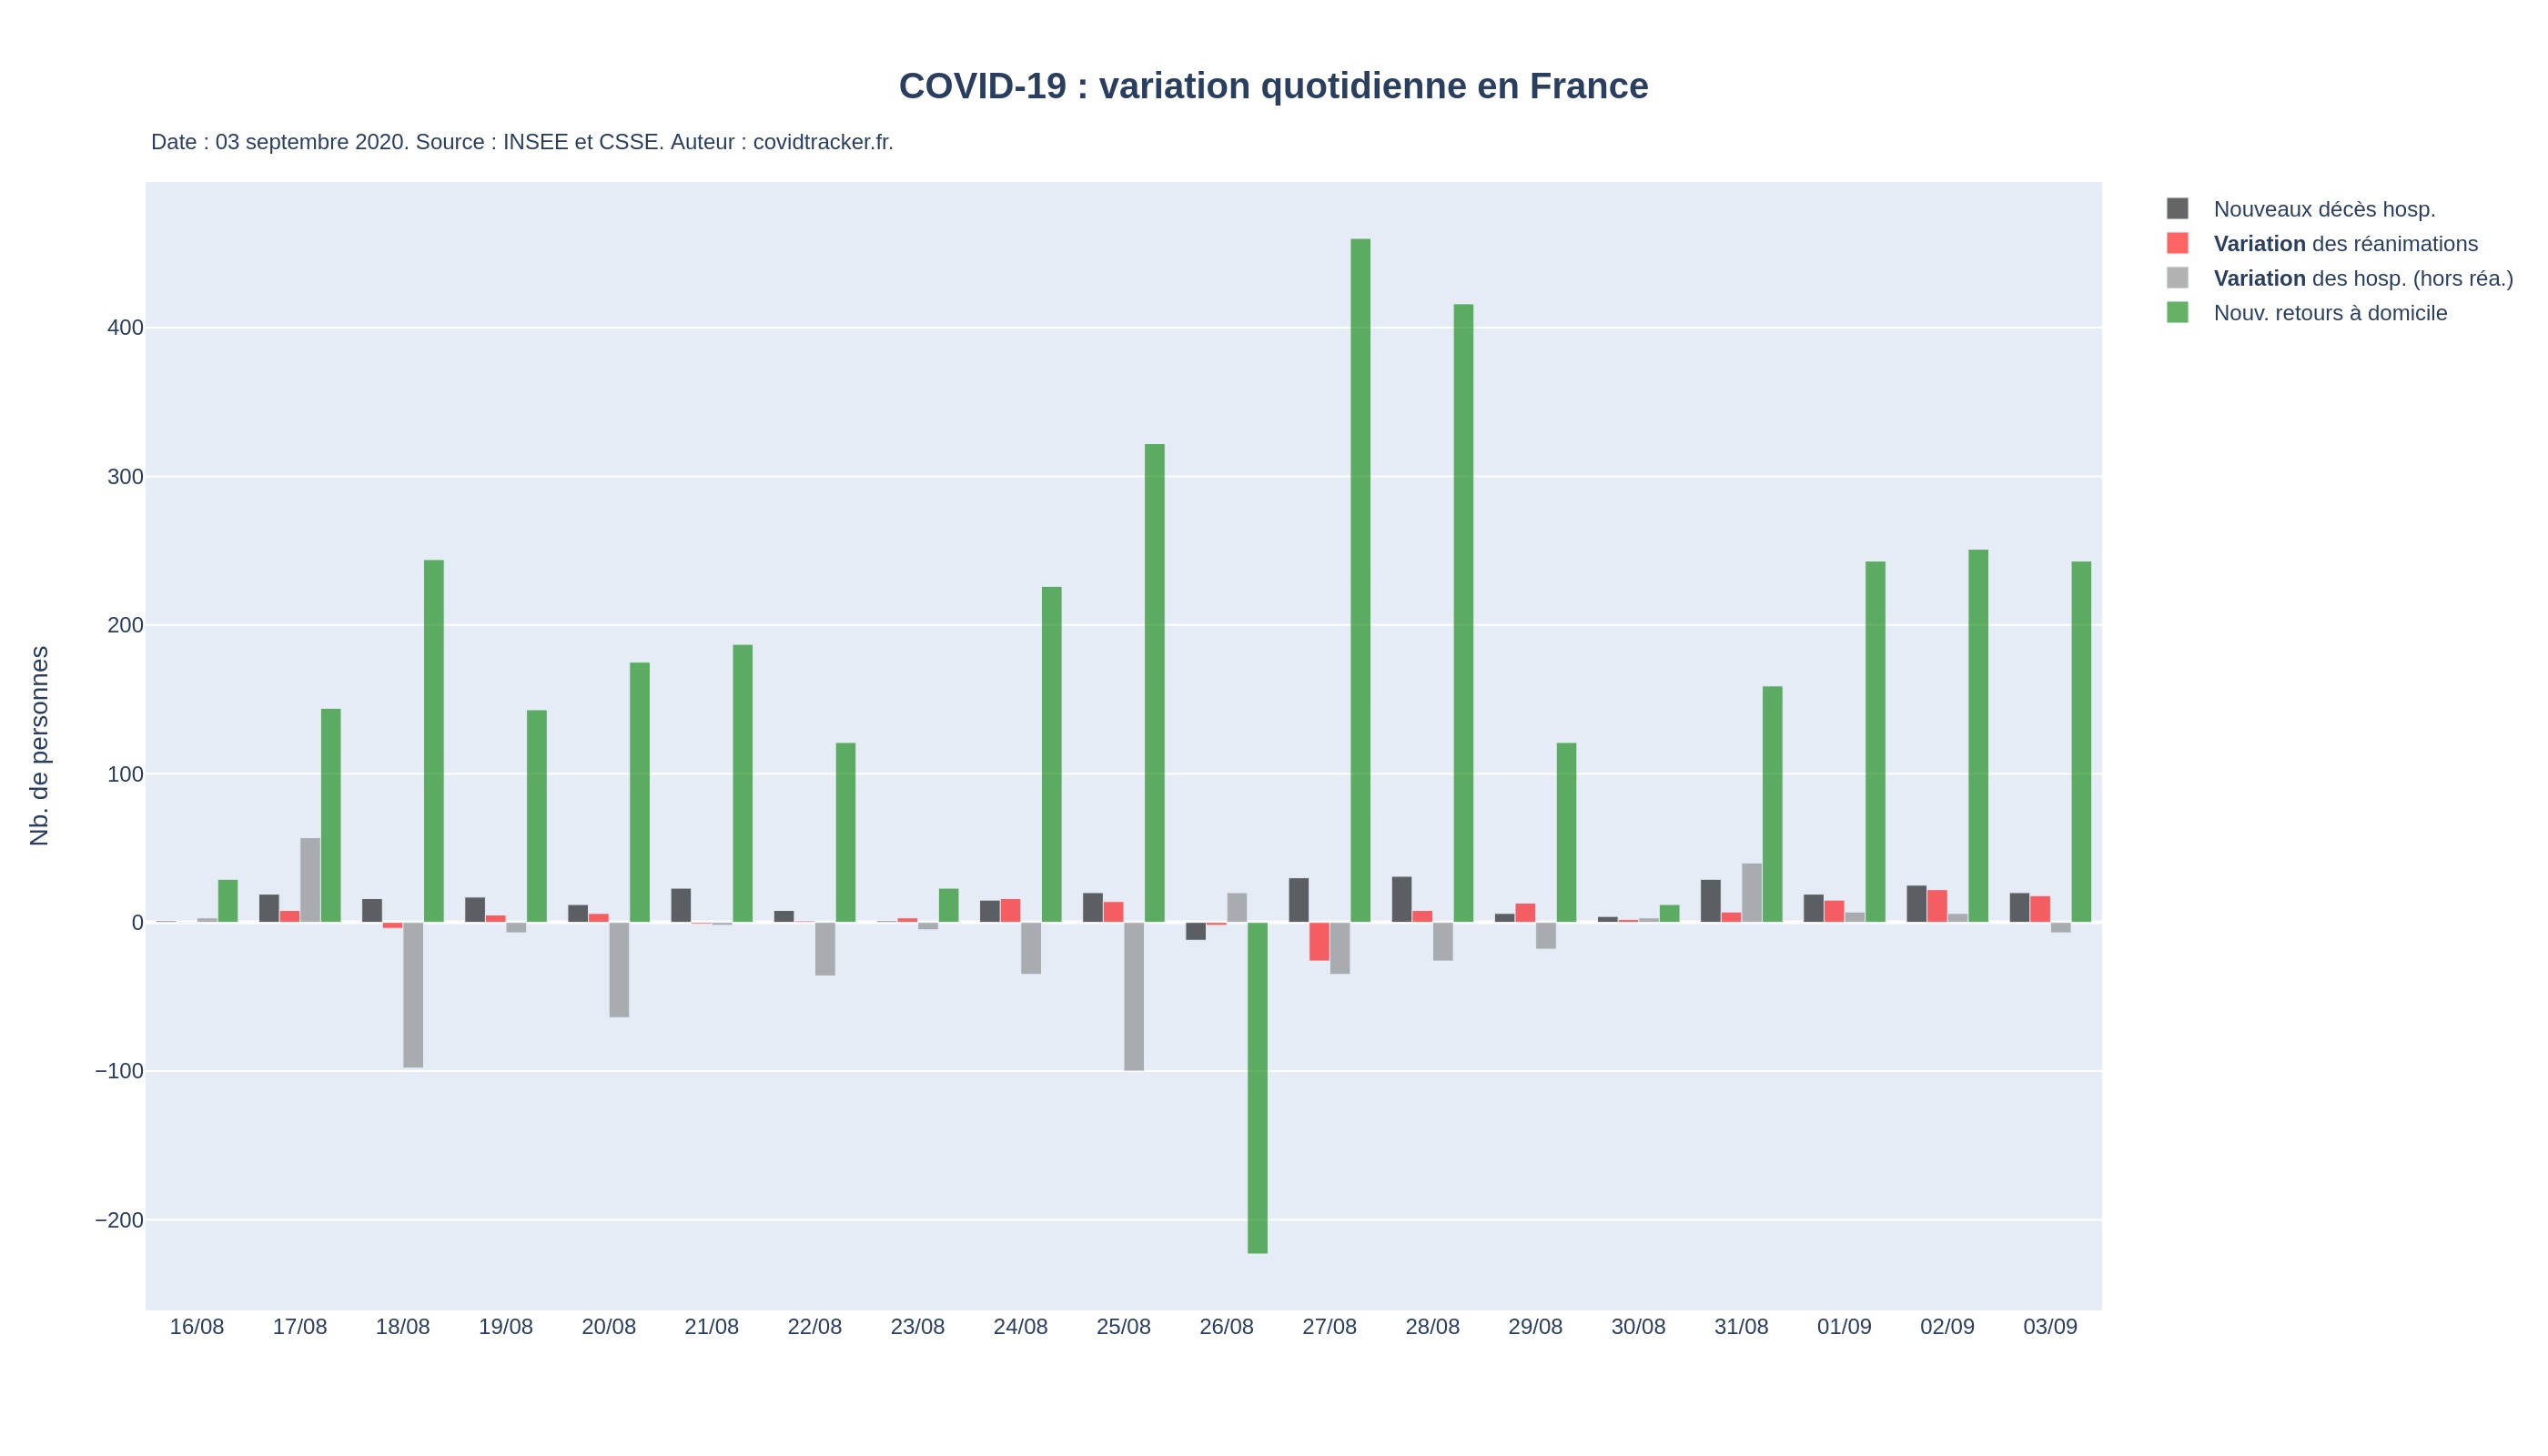 COVID-19 : variation quotidienne en France
Date : 03 septembre 2020. Source : INSEE et CSSE. Auteur : covidtracker.fr.
Nouveaux décès hosp.
Variation des réanimations
Variation des hosp. (hors réa.)
Nouv. retours à domicile
Nb. de personnes
400
300
200
100
0
−100
−200
16/08 17/08 18/08 19/08 20/08 21/08 22/08 23/08 24/08 25/08 26/08 27/08 28/08 29/08 30/08 31/08 01/09 02/09 03/09